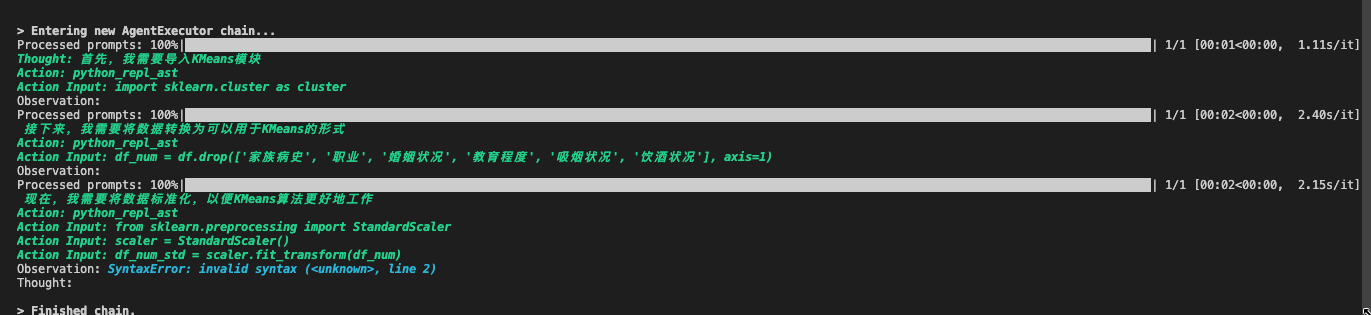 > Entering new AgentExecutor chain...
Processed prompts: 100%|| 1/1 [00:01<00:00, 1.11s/it]
Thought: 首先，我需要导入KMeans模块
Action: python_repl_ast
Action Input: import sklearn.cluster as cluster
Observation:
Processed prompts: 100%|| 1/1 [00:02<00:00, 2.40s/it]
接下来，我需要将数据转换为可以用于KMeans的形式
Action: python_repl_ast
Action Input: df_num = df.drop(['家族病史', '职业', '婚姻状况', '教育程度', '吸烟状况', '饮酒状况'], axis=1)
Observation:
Processed prompts: 100%|| 1/1 [00:02<00:00, 2.15s/it]
现在，我需要将数据标准化，以便KMeans算法更好地工作
Action: python_repl_ast
Action Input: from sklearn.preprocessing import StandardScaler
Action Input: scaler = StandardScaler()
Action Input: df_num_std = scaler.fit_transform(df_num)
Observation: SyntaxError: invalid syntax (<unknown>, line 2)
Thought:
> Finished chain.